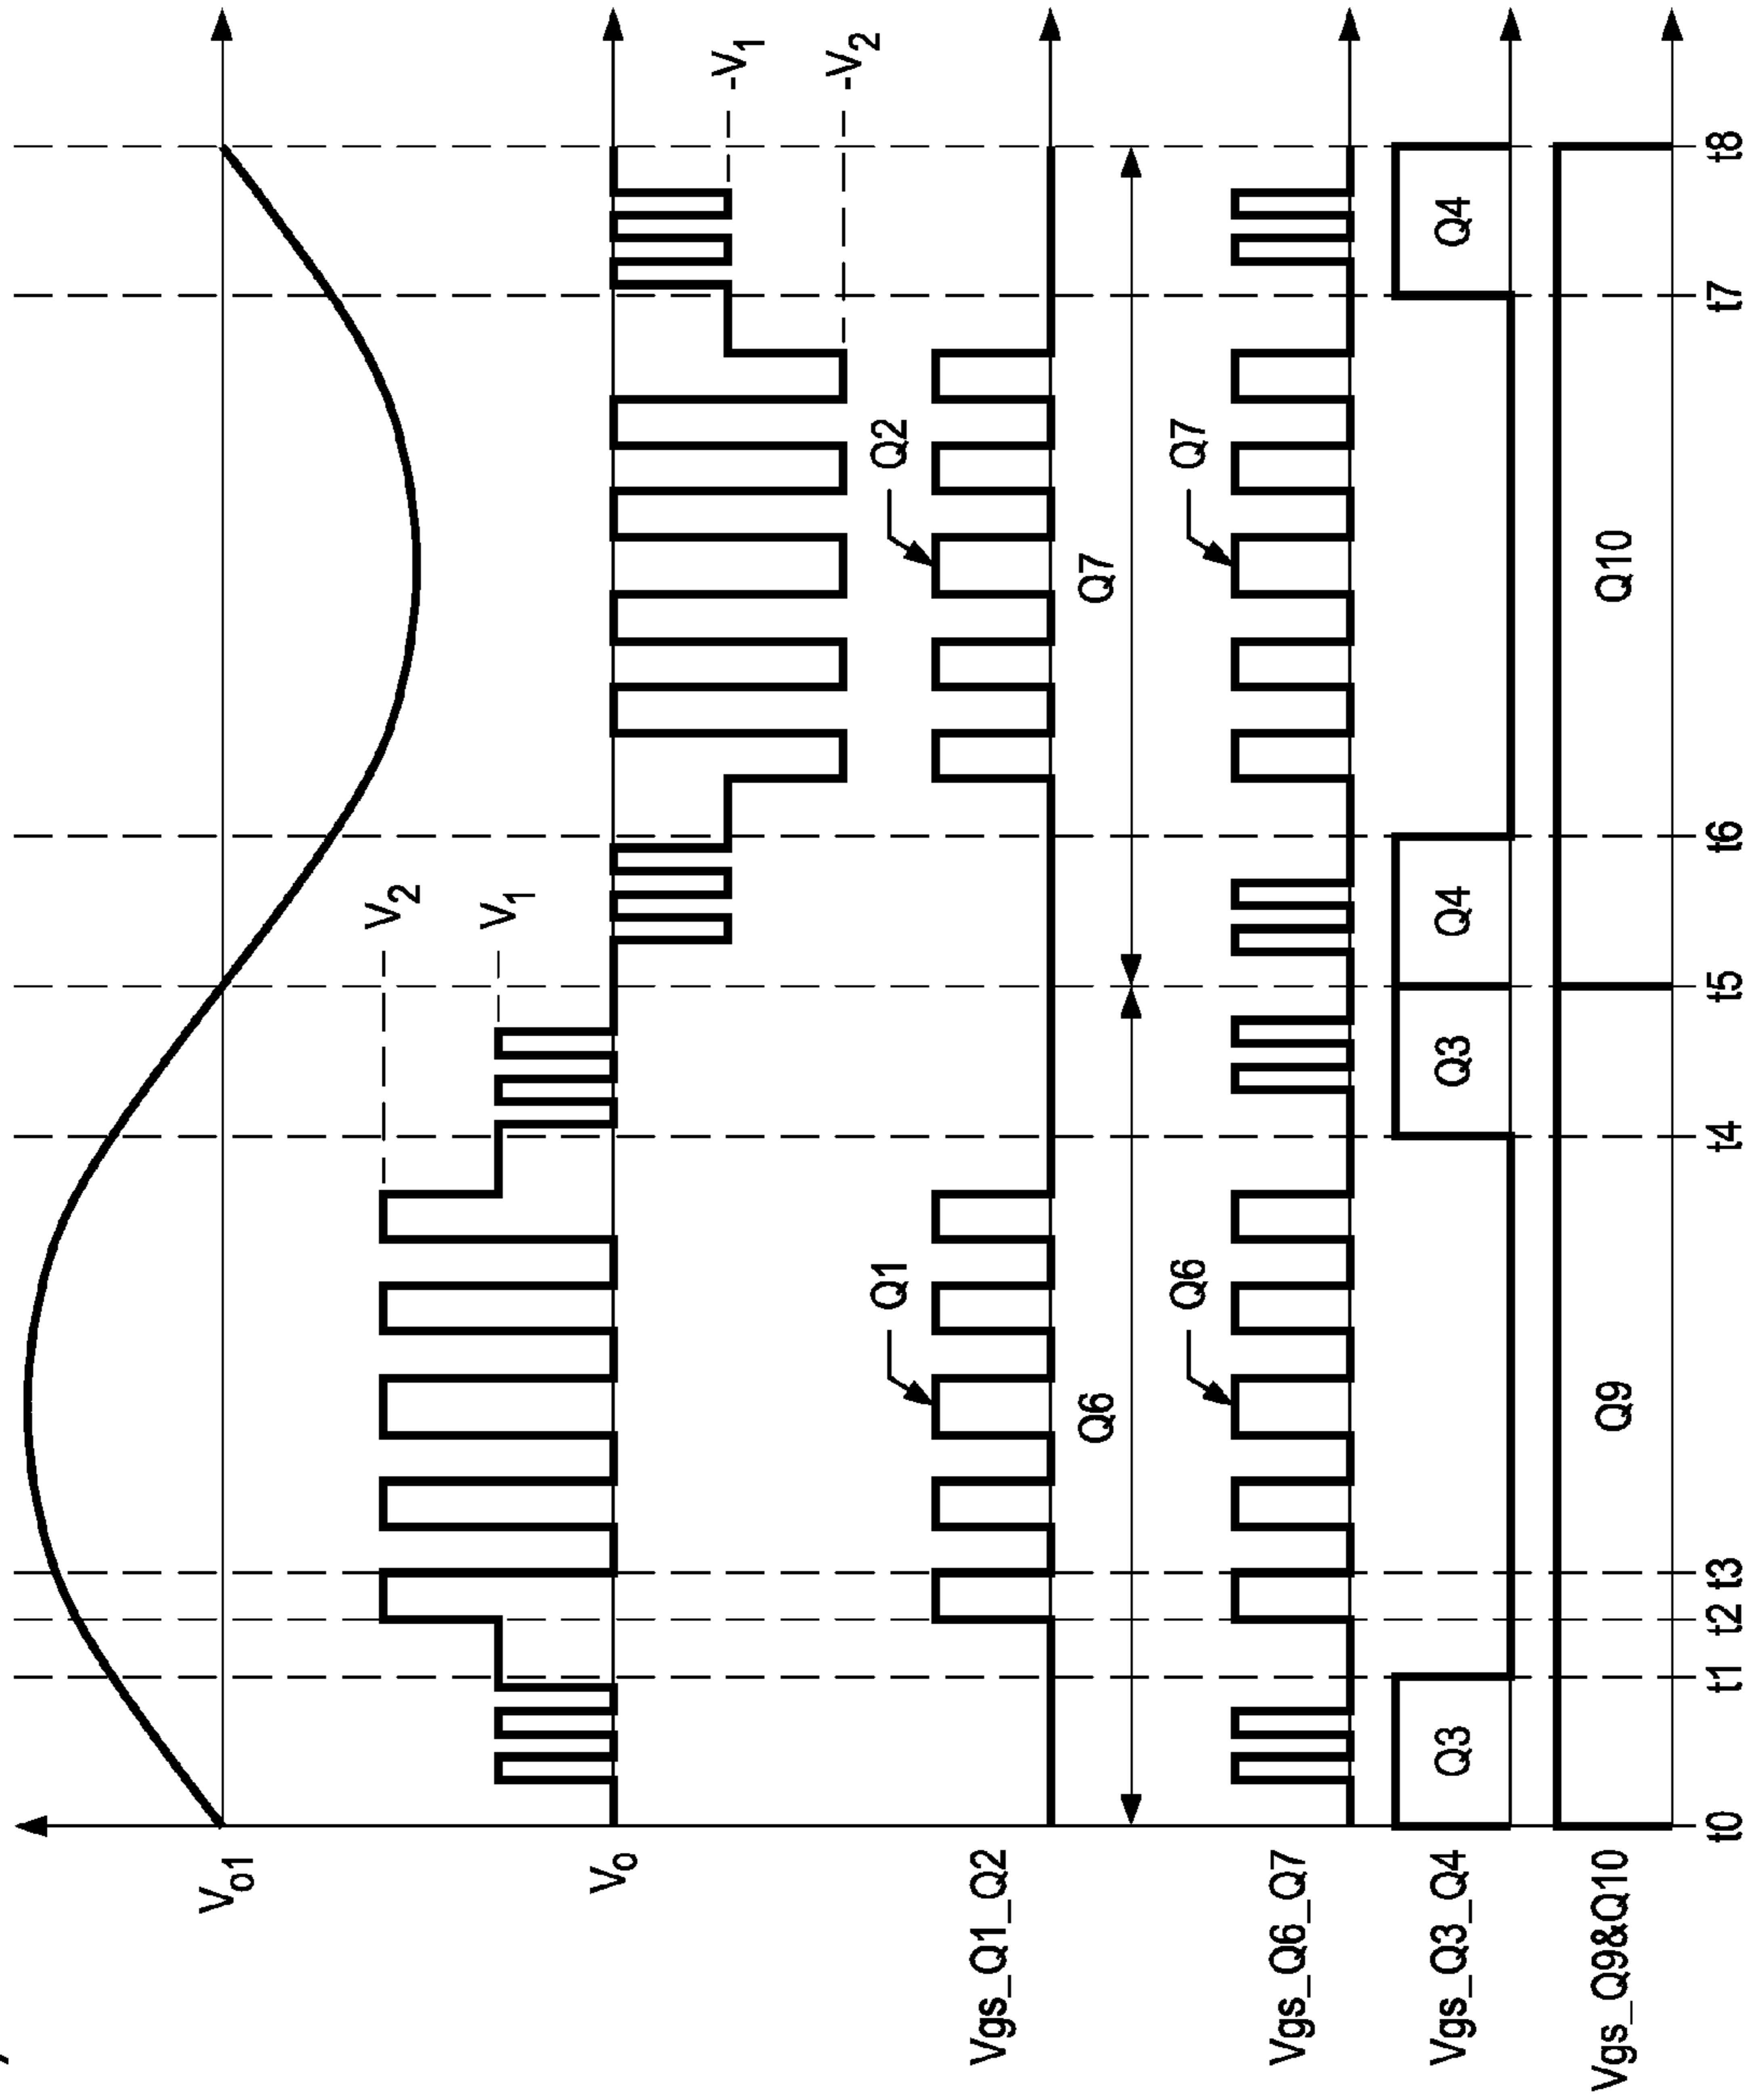 Vo1
V2
V1
Vo
-V1
-V2
Q1
Q2
Vgs_Q1_Q2
Q6
Q7
Q6
Q7
Vgs_Q6_Q7
Q3
Q3
Q4
Q4
Vgs_Q3_Q4
Q9
Q10
Vgs_Q9&Q10
t0
t1
t2
t3
t4
t5
t6
t7
t8